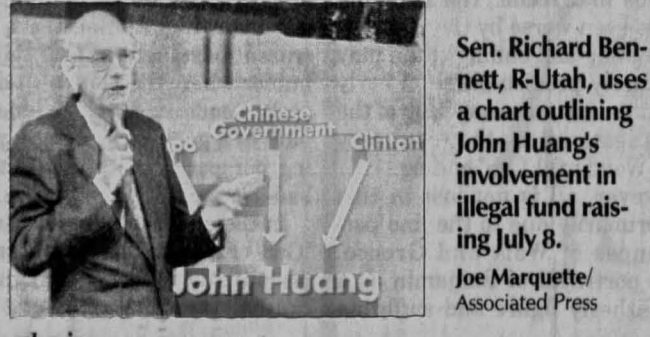 Chinese
Government
Clinton
John Huang
Sen. Richard Ben-
nett, R-Utah, uses
a chart outlining
John Huang's
involvement in
illegal fund rais-
ing July 8.
Joe Marquette/
Associated Press